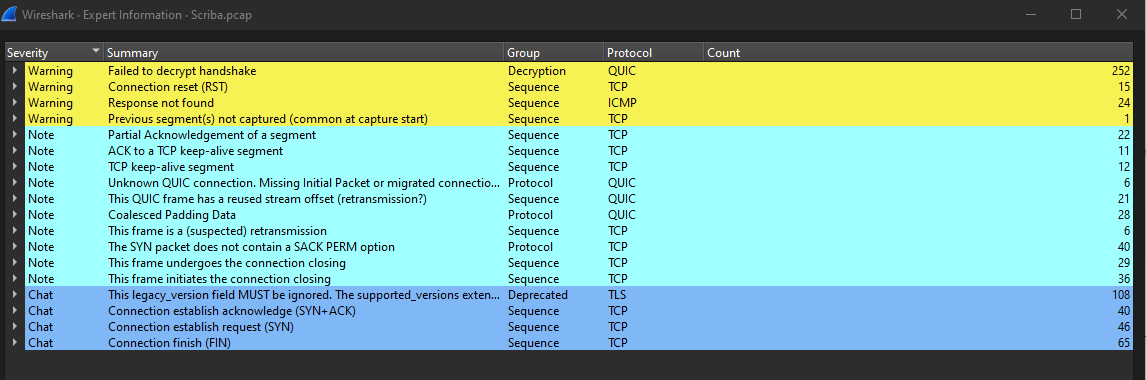 Wireshark · Expert Information · Scriba.pcap
Severity Summary Group Protocol Count
Warning Failed to decrypt handshake Decryption QUIC 252
Warning Connection reset (RST) Sequence TCP 15
Warning Response not found Sequence ICMP 24
Warning Previous segment(s) not captured (common at capture start) Sequence TCP 1
Note Partial Acknowledgement of a segment Sequence TCP 22
Note ACK to a TCP keep-alive segment Sequence TCP 11
Note TCP keep-alive segment Sequence TCP 12
Note Unknown QUIC connection. Missing Initial Packet or migrated connectio... Protocol QUIC 6
Note This QUIC frame has a reused stream offset (retransmission?) Sequence QUIC 21
Note Coalesced Padding Data Protocol QUIC 28
Note This frame is a (suspected) retransmission Sequence TCP 6
Note The SYN packet does not contain a SACK PERM option Protocol TCP 40
Note This frame undergoes the connection closing Sequence TCP 29
Note This frame initiates the connection closing Sequence TCP 36
Chat This legacy_version field MUST be ignored. The supported_versions exten... Deprecated TLS 108
Chat Connection establish acknowledge (SYN+ACK) Sequence TCP 40
Chat Connection establish request (SYN) Sequence TCP 46
Chat Connection finish (FIN) Sequence TCP 65